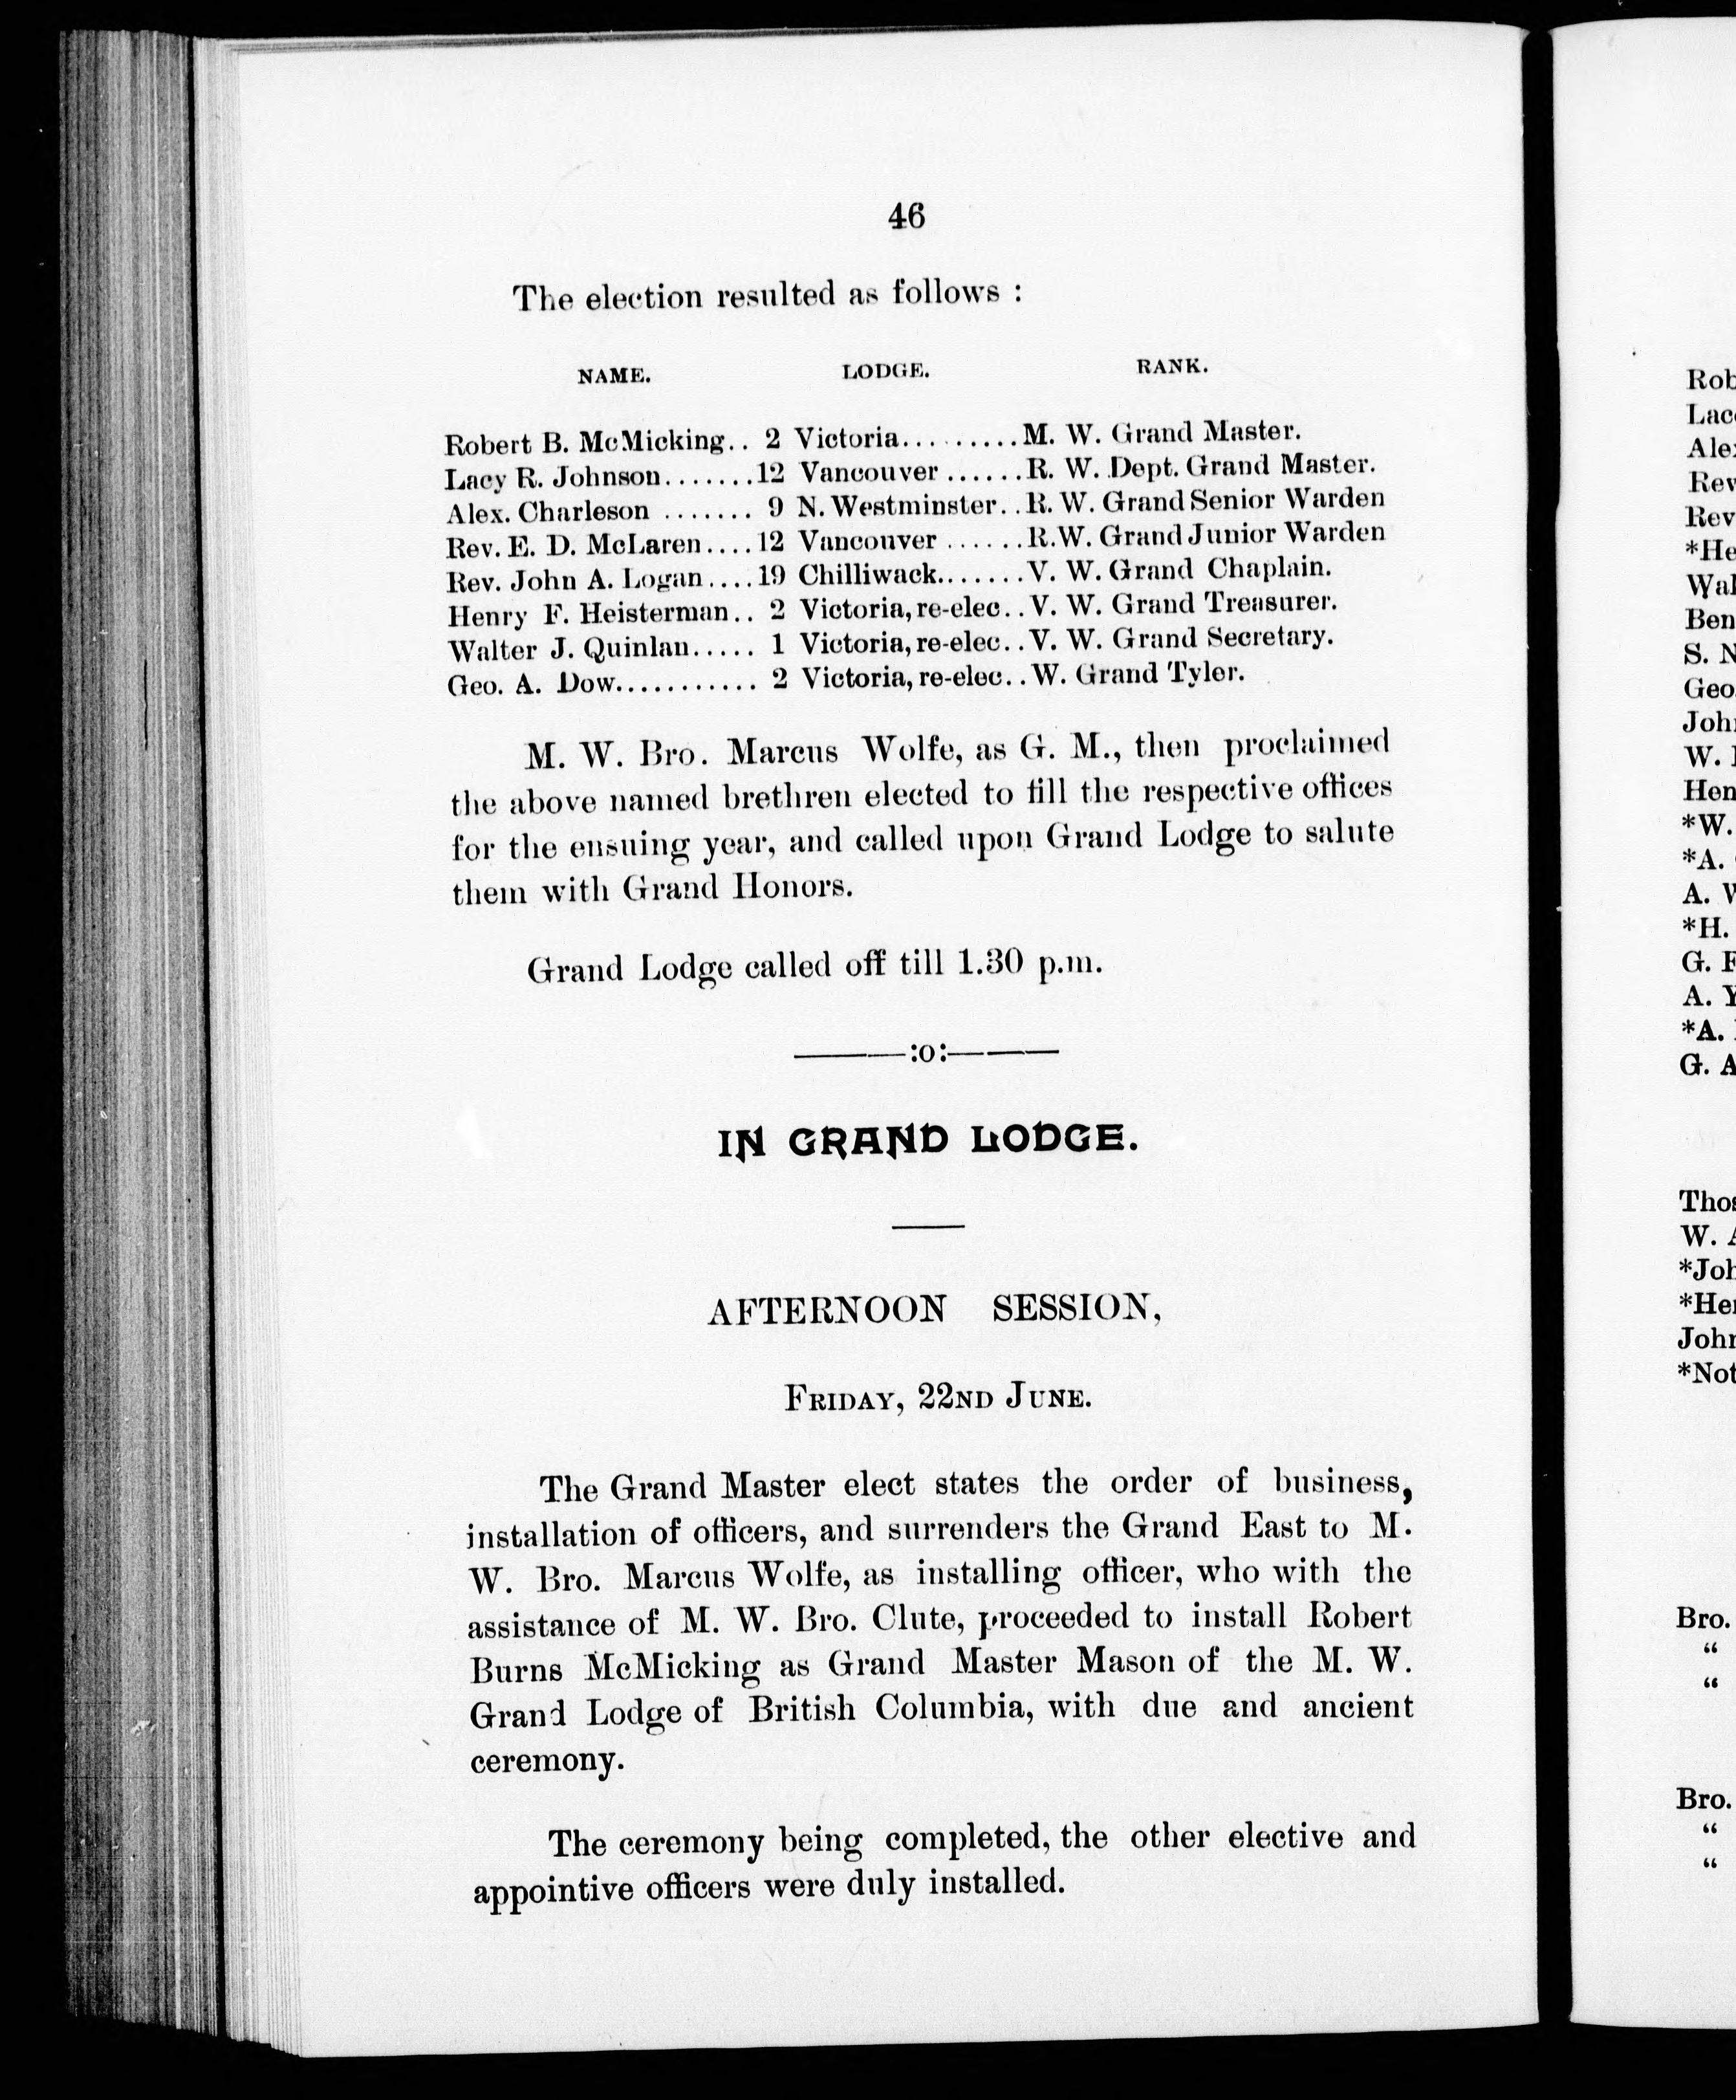 46
The election resulted as follows :
NAME. LODGE. RANK.
Robert B. McMicking.. 2 Victoria.........M. W. Grand Master.
Lacy R. Johnson.......12 Vancouver ......R. W. Dept. Grand Master.
Alex. Charleson ....... 9 N. Westminster..R. W. Grand Senior Warden
Rev. E. D. McLaren....12 Vancouver ......R.W. Grand Junior Warden
Rev. John A. Logan....19 Chilliwack.......V. W. Grand Chaplain.
Henry F. Heisterman.. 2 Victoria, re-elec..V. W. Grand Treasurer.
Walter J. Quinlan..... 1 Victoria, re-elec..V. W. Grand Secretary.
Geo. A. Dow........... 2 Victoria, re-elec..W. Grand Tyler.
M. W. Bro. Marcus Wolfe, as G. M., then proclaimed
the above named brethren elected to fill the respective offices
for the ensuing year, and called upon Grand Lodge to salute
them with Grand Honors.
Grand Lodge called off till 1.30 p.m.
———:o:———
IN GRAND LODGE.
AFTERNOON SESSION,
FRIDAY, 22ND JUNE.
The Grand Master elect states the order of business,
installation of officers, and surrenders the Grand East to M.
W. Bro. Marcus Wolfe, as installing officer, who with the
assistance of M. W. Bro. Clute, proceeded to install Robert
Burns McMicking as Grand Master Mason of the M. W.
Grand Lodge of British Columbia, with due and ancient
ceremony.
The ceremony being completed, the other elective and
appointive officers were duly installed.
Rev
Rev
Geo
W.
*W.
*A.
A.
*H.
G.
A.
*A.
G. A
W.
Bro.
“
“
Bro.
“
“